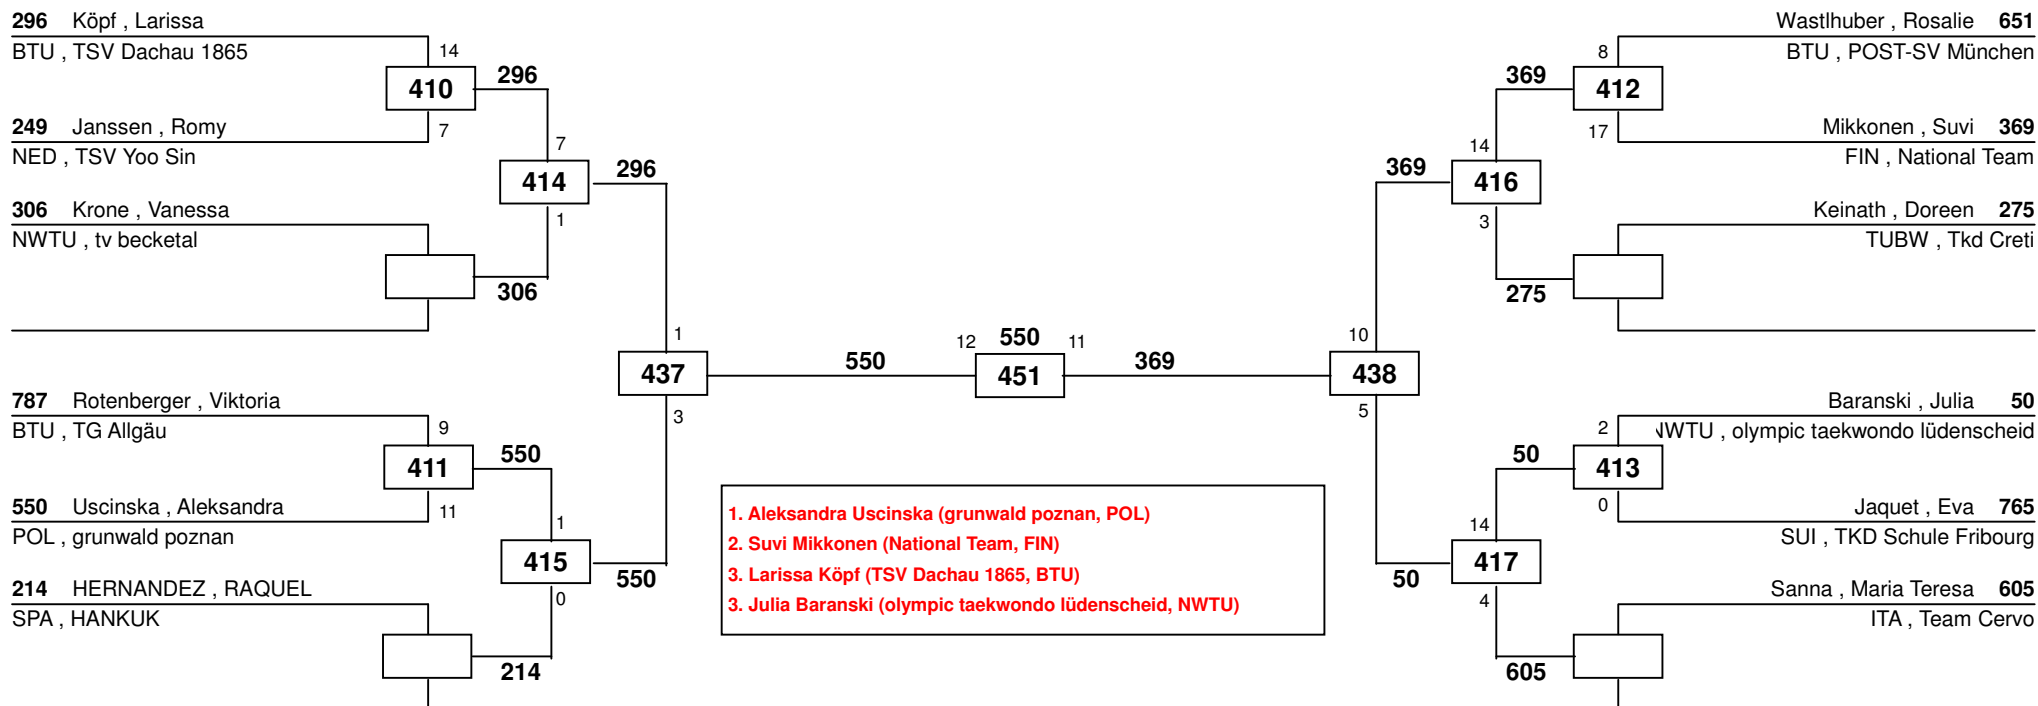 296 Köpf , Larissa
BTU , TSV Dachau 1865
14
410
296
249 Janssen , Romy
7
NED , TSV Yoo Sin
7
414
296
306 Krone , Vanessa
1
NWTU , tv becketal
306
1
437
550
3
787 Rotenberger , Viktoria
BTU , TG Allgäu
9
411
550
550 Uscinska , Aleksandra
11
POL , grunwald poznan
1
415
550
0
214 HERNANDEZ , RAQUEL
SPA , HANKUK
214
12 550 11
451
369
1. Aleksandra Uscinska (grunwald poznan, POL)
2. Suvi Mikkonen (National Team, FIN)
3. Larissa Köpf (TSV Dachau 1865, BTU)
3. Julia Baranski (olympic taekwondo lüdenscheid, NWTU)
Wastlhuber , Rosalie 651
8
BTU , POST-SV München
369
412
17
Mikkonen , Suvi 369
FIN , National Team
14
369
416
3
Keinath , Doreen 275
TUBW , Tkd Creti
275
10
438
5
Baranski , Julia 50
2
NWTU , olympic taekwondo lüdenscheid
50
413
0
Jaquet , Eva 765
SUI , TKD Schule Fribourg
14
417
50
4
Sanna , Maria Teresa 605
ITA , Team Cervo
605